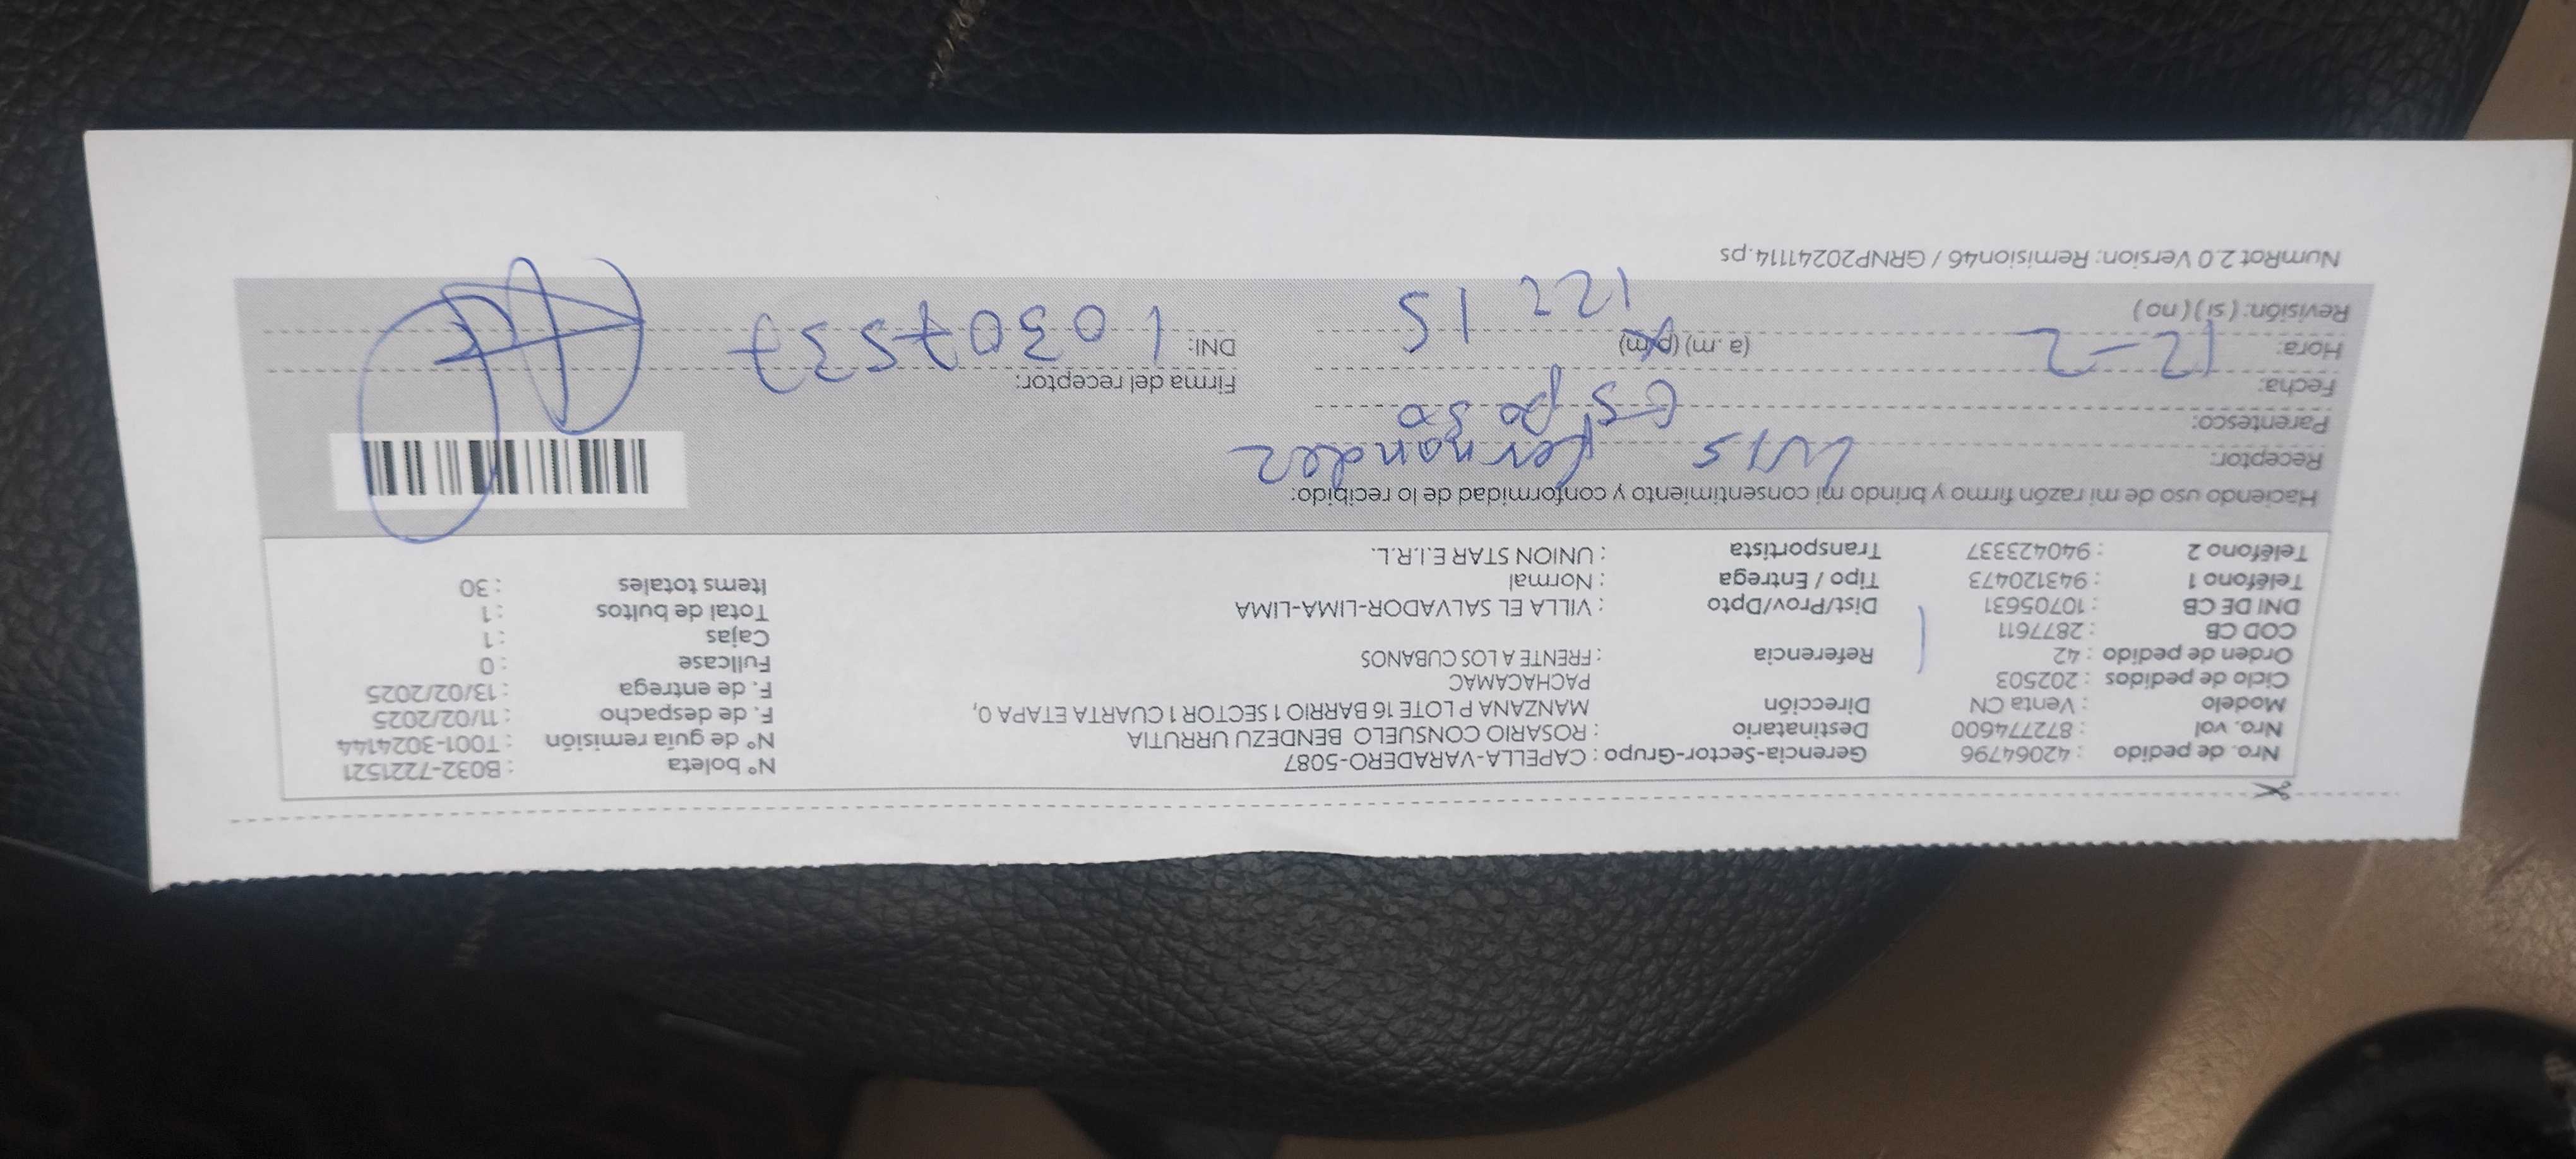 Nro. de pedido : 42064796
Nro. vol : 872774600
Modelo : Venta CN
Ciclo de pedidos : 202503
Orden de pedido : 42
COD CB : 2877611
DNI DE CB : 10705631
Teléfono 1 : 943120473
Teléfono 2 : 940423337
Gerencia-Sector-Grupo : CAPELLA-VARADERO-5087
Destinatario : ROSARIO CONSUELO BENDEZU URRUTIA
Dirección MANZANA P LOTE 16 BARRIO 1 SECTOR 1 CUARTA ETAPA 0,
PACHACAMAC
Referencia : FRENTE A LOS CUBANOS
Dist/Prov/Dpto : VILLA EL SALVADOR-LIMA-LIMA
Tipo / Entrega : Normal
Transportista : UNION STAR E.I.R.L.
N° boleta : B032-7221521
N° de guía remisión : T001-3024144
F. de despacho : 11/02/2025
F. de entrega : 13/02/2025
Fullcase : 0
Cajas : 1
Total de bultos : 1
Items totales : 30
Haciendo uso de mi razón firmo y brindo mi consentimiento y conformidad de lo recibido:
Receptor: Luis Fernandez
Parentesco: Esposo
Fecha: 12-2
Hora: (a.m) (p.m) 122 15
Revisión: (si) (no)
Firma del receptor:
DNI: 10307537
NumRot 2.0 Version: Remision46 / GRNP20241114.ps